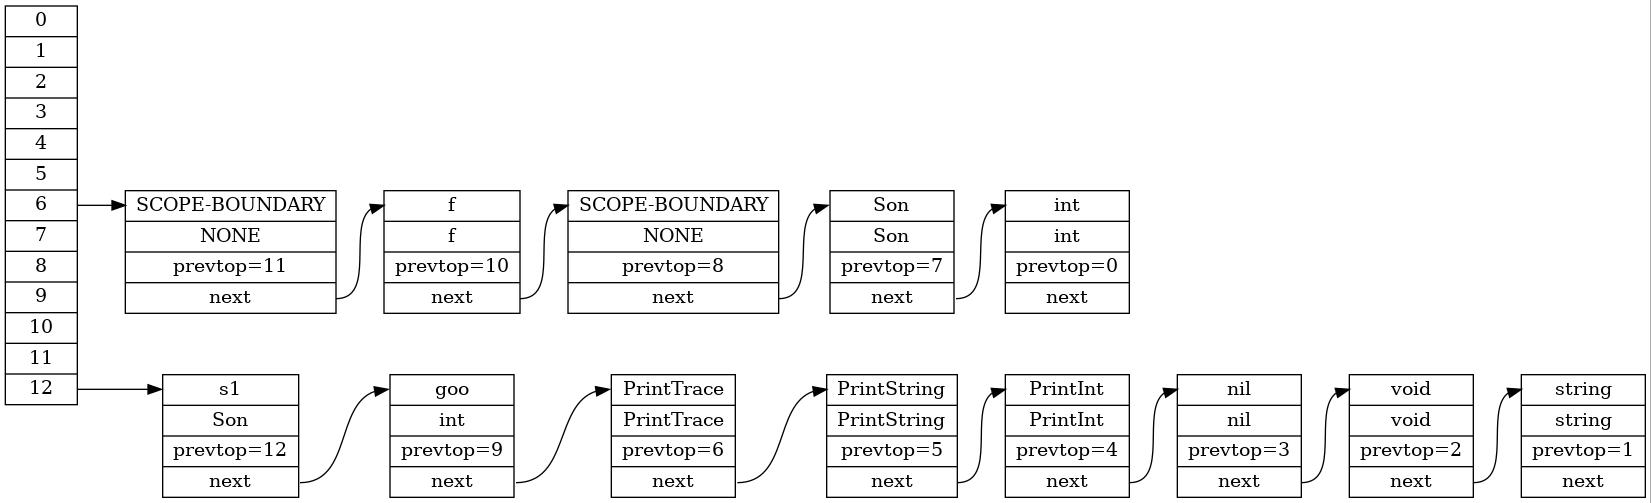 0
1
2
3
4
5
6
7
8
9
10
11
12
SCOPE-BOUNDARY
NONE
prevtop=11
next
f
f
prevtop=10
next
SCOPE-BOUNDARY
NONE
prevtop=8
next
Son
Son
prevtop=7
next
int
int
prevtop=0
next
s1
Son
prevtop=12
next
goo
int
prevtop=9
next
PrintTrace
PrintTrace
prevtop=6
next
PrintString
PrintString
prevtop=5
next
PrintInt
PrintInt
prevtop=4
next
nil
nil
prevtop=3
next
void
void
prevtop=2
next
string
string
prevtop=1
next